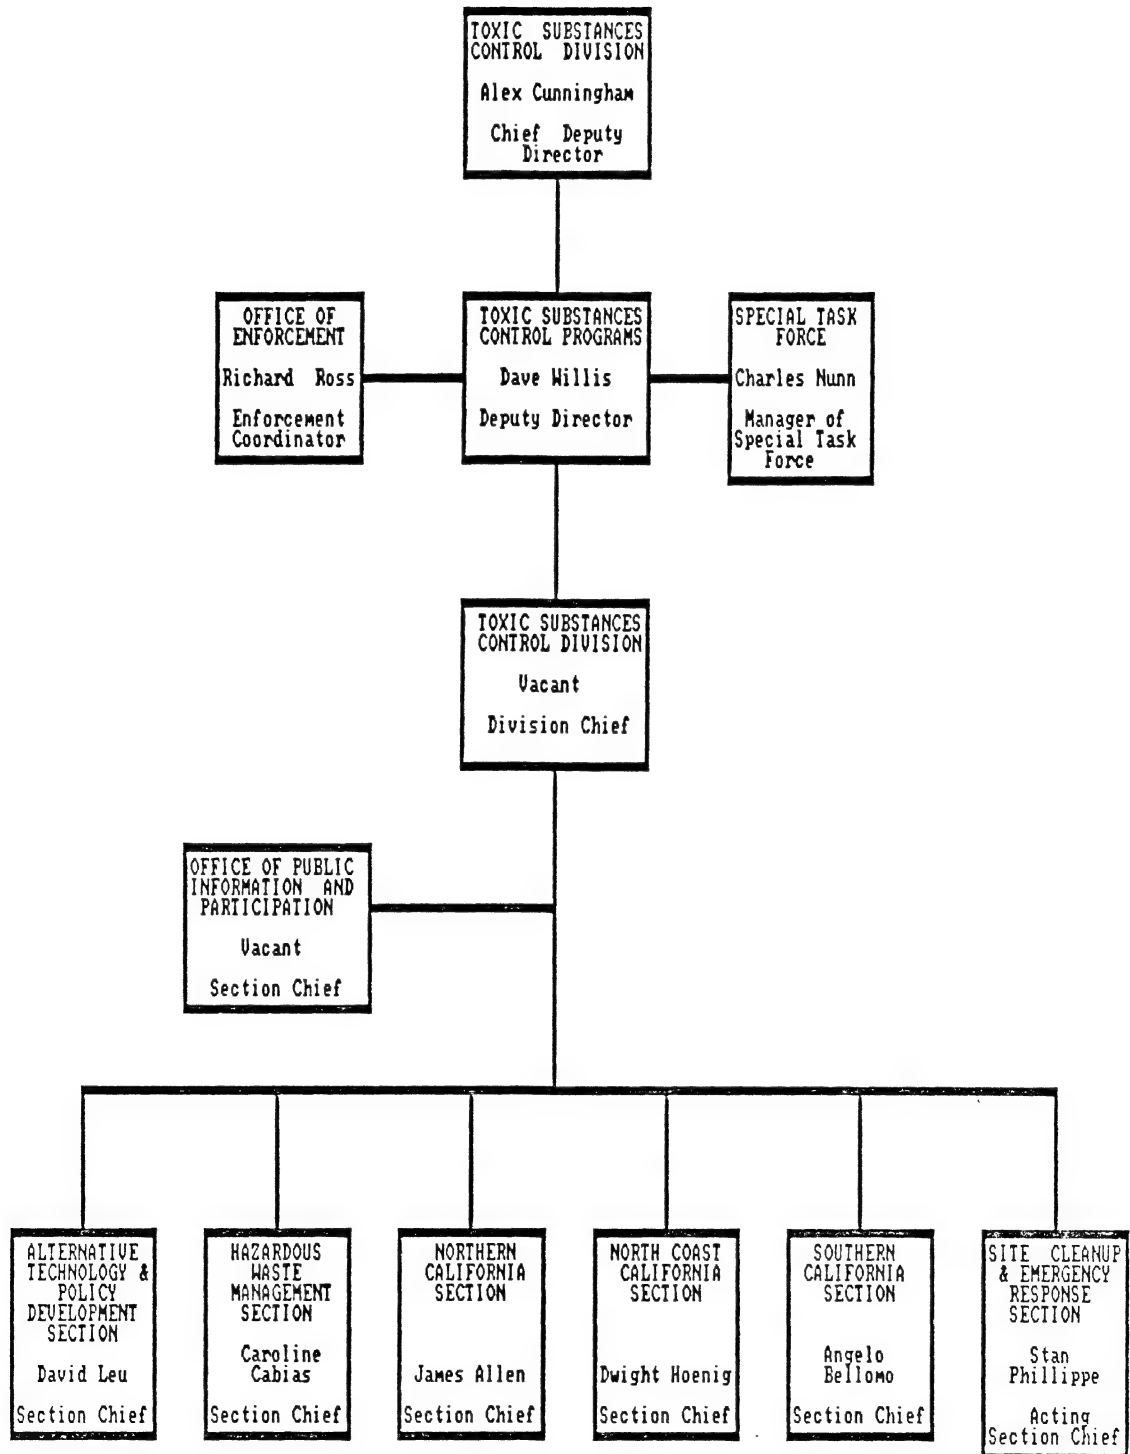 TOXIC SUBSTANCES
CONTROL DIVISION
Alex Cunningham
Chief Deputy
Director
OFFICE OF
ENFORCEMENT
Richard Ross
Enforcement
Coordinator
TOXIC SUBSTANCES
CONTROL PROGRAMS
Dave Willis
Deputy Director
SPECIAL TASK
FORCE
Charles Nunn
Manager of
Special Task
Force
TOXIC SUBSTANCES
CONTROL DIVISION
Vacant
Division Chief
OFFICE OF PUBLIC
INFORMATION AND
PARTICIPATION
Vacant
Section Chief
ALTERNATIVE
TECHNOLOGY &
POLICY
DEVELOPMENT
SECTION
David Leu
Section Chief
HAZARDOUS
WASTE
MANAGEMENT
SECTION
Caroline
Cabias
Section Chief
NORTHERN
CALIFORNIA
SECTION
James Allen
Section Chief
NORTH COAST
CALIFORNIA
SECTION
Dwight Hoenig
Section Chief
SOUTHERN
CALIFORNIA
SECTION
Angelo
Bellomo
Section Chief
SITE CLEANUP
& EMERGENCY
RESPONSE
SECTION
Stan
Phillippe
Acting
Section Chief